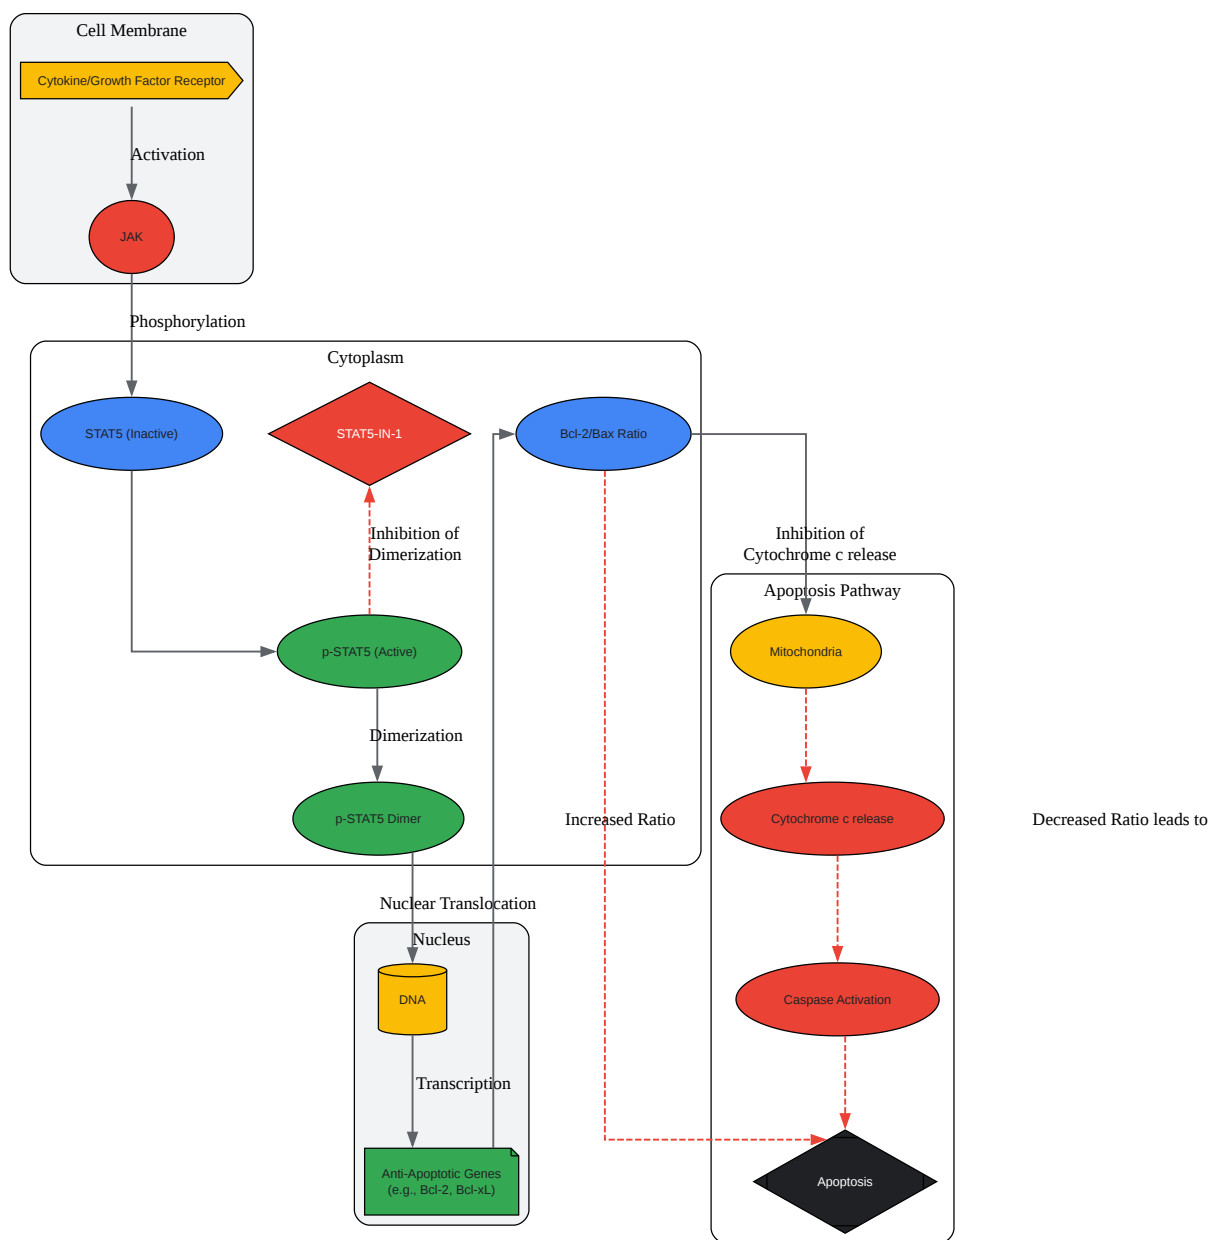 Cell Membrane
Cytokine/Growth Factor Receptor
Activation
JAK
Phosphorylation
Cytoplasm
STAT5 (Inactive)
STAT5-IN-1
Bcl-2/Bax Ratio
Inhibition of
Dimerization
Inhibition of
Cytochrome c release
Apoptosis Pathway
p-STAT5 (Active)
Mitochondria
Dimerization
p-STAT5 Dimer
Increased Ratio
Cytochrome c release
Decreased Ratio leads to
Nuclear Translocation
Nucleus
DNA
Caspase Activation
Transcription
Anti-Apoptotic Genes
(e.g., Bcl-2, Bcl-xL)
Apoptosis